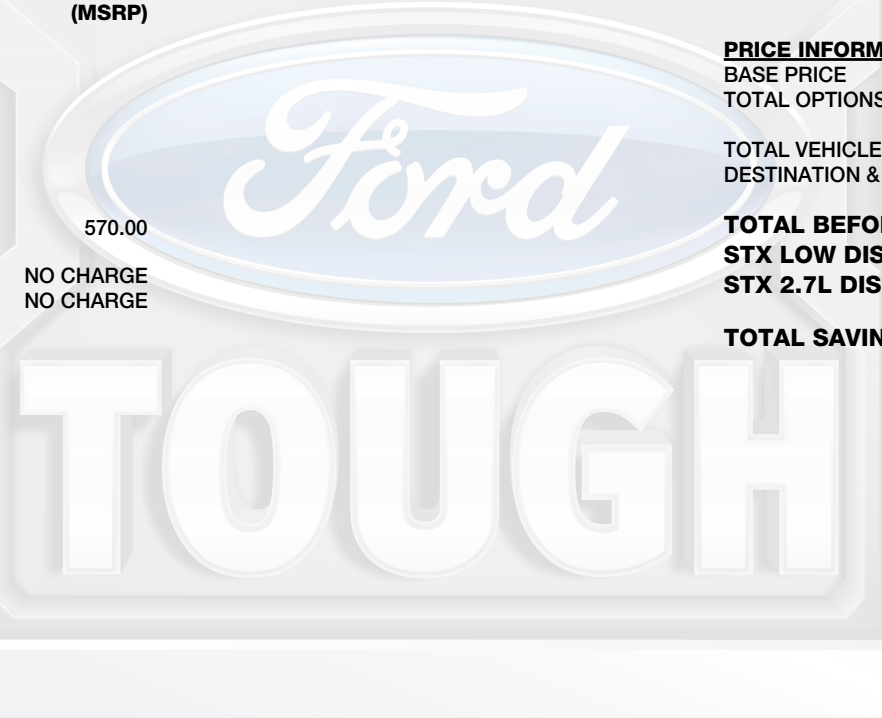 (MSRP)
570.00
NO CHARGE
NO CHARGE
PRICE INFORM
BASE PRICE
TOTAL OPTIONS
TOTAL VEHICLE
DESTINATION &
TOTAL BEFO
STX LOW DIS
STX 2.7L DIS
TOTAL SAVIN
Ford
TOUGH